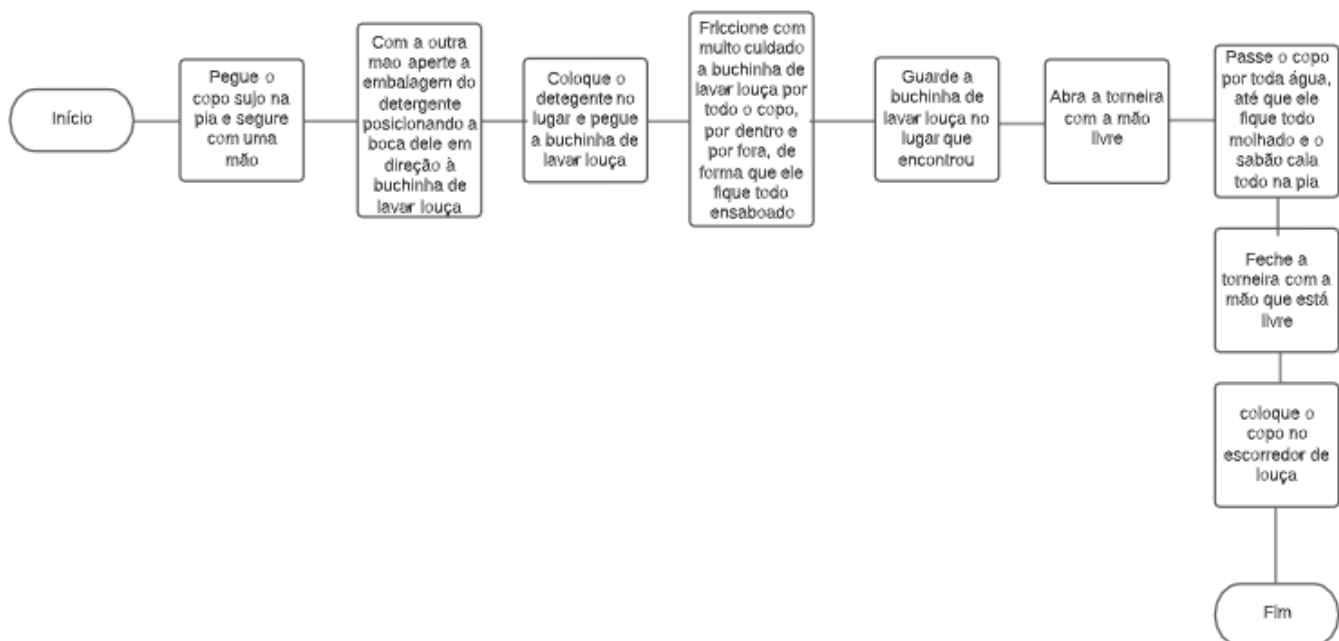 Início
Pegue o
copo sujo na
pia e segure
com uma
mão
Com a outra
mao aperte a
embalagem do
detergente
posicionando a
boca dele em
direção à
buchinha de
lavar louça
Coloque o
detegente no
lugar e pegue
a buchinha de
lavar louça
Friccione com
muito cuidado
a buchinha de
lavar louça por
todo o copo,
por dentro e
por fora, de
forma que ele
fique todo
ensaboado
Guarde a
buchinha de
lavar louça no
lugar que
encontrou
Abra a torneira
com a mão
livre
Passe o copo
por toda água,
até que ele
fique todo
molhado e o
sabão caia
todo na pia
Feche a
torneira com a
mão que está
livre
coloque o
copo no
escorredor de
louça
Fim